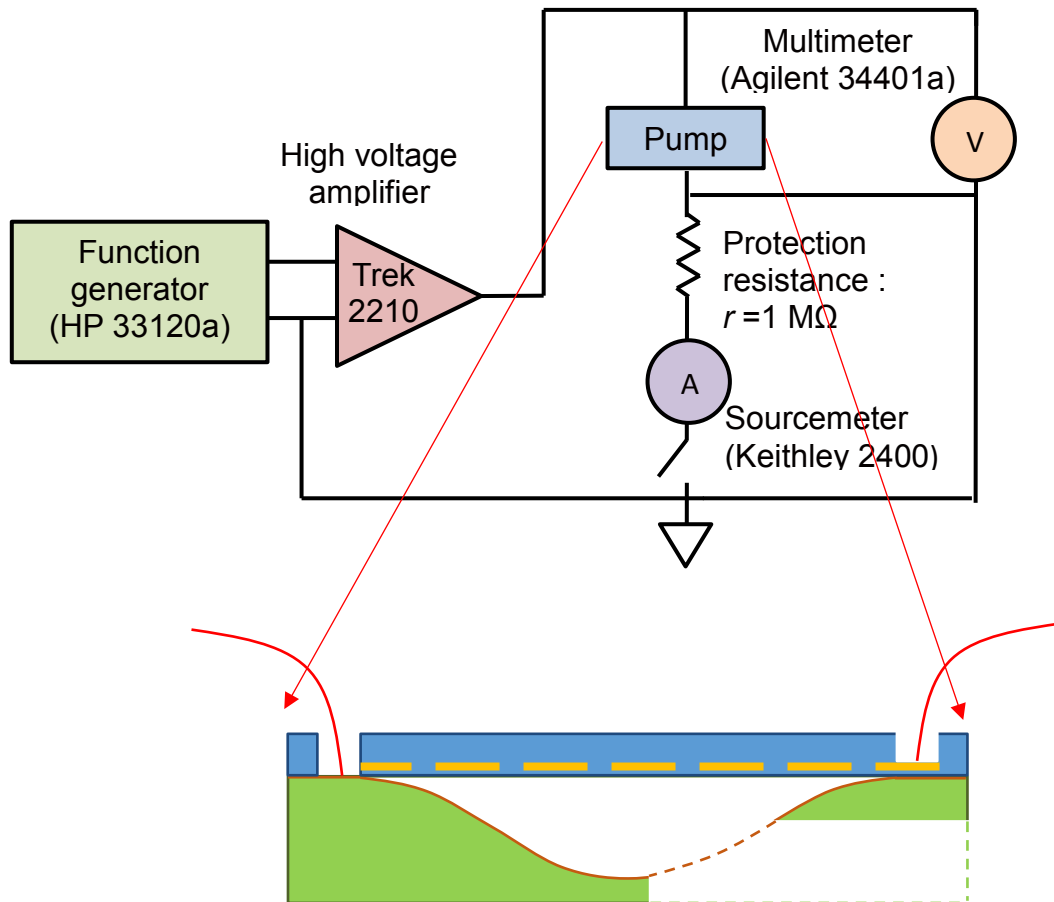 Multimeter
(Agilent 34401a)
V
Pump
High voltage
amplifier
Function
generator
(HP 33120a)
Trek
2210
Protection
resistance :
r =1 MΩ
A
Sourcemeter
(Keithley 2400)